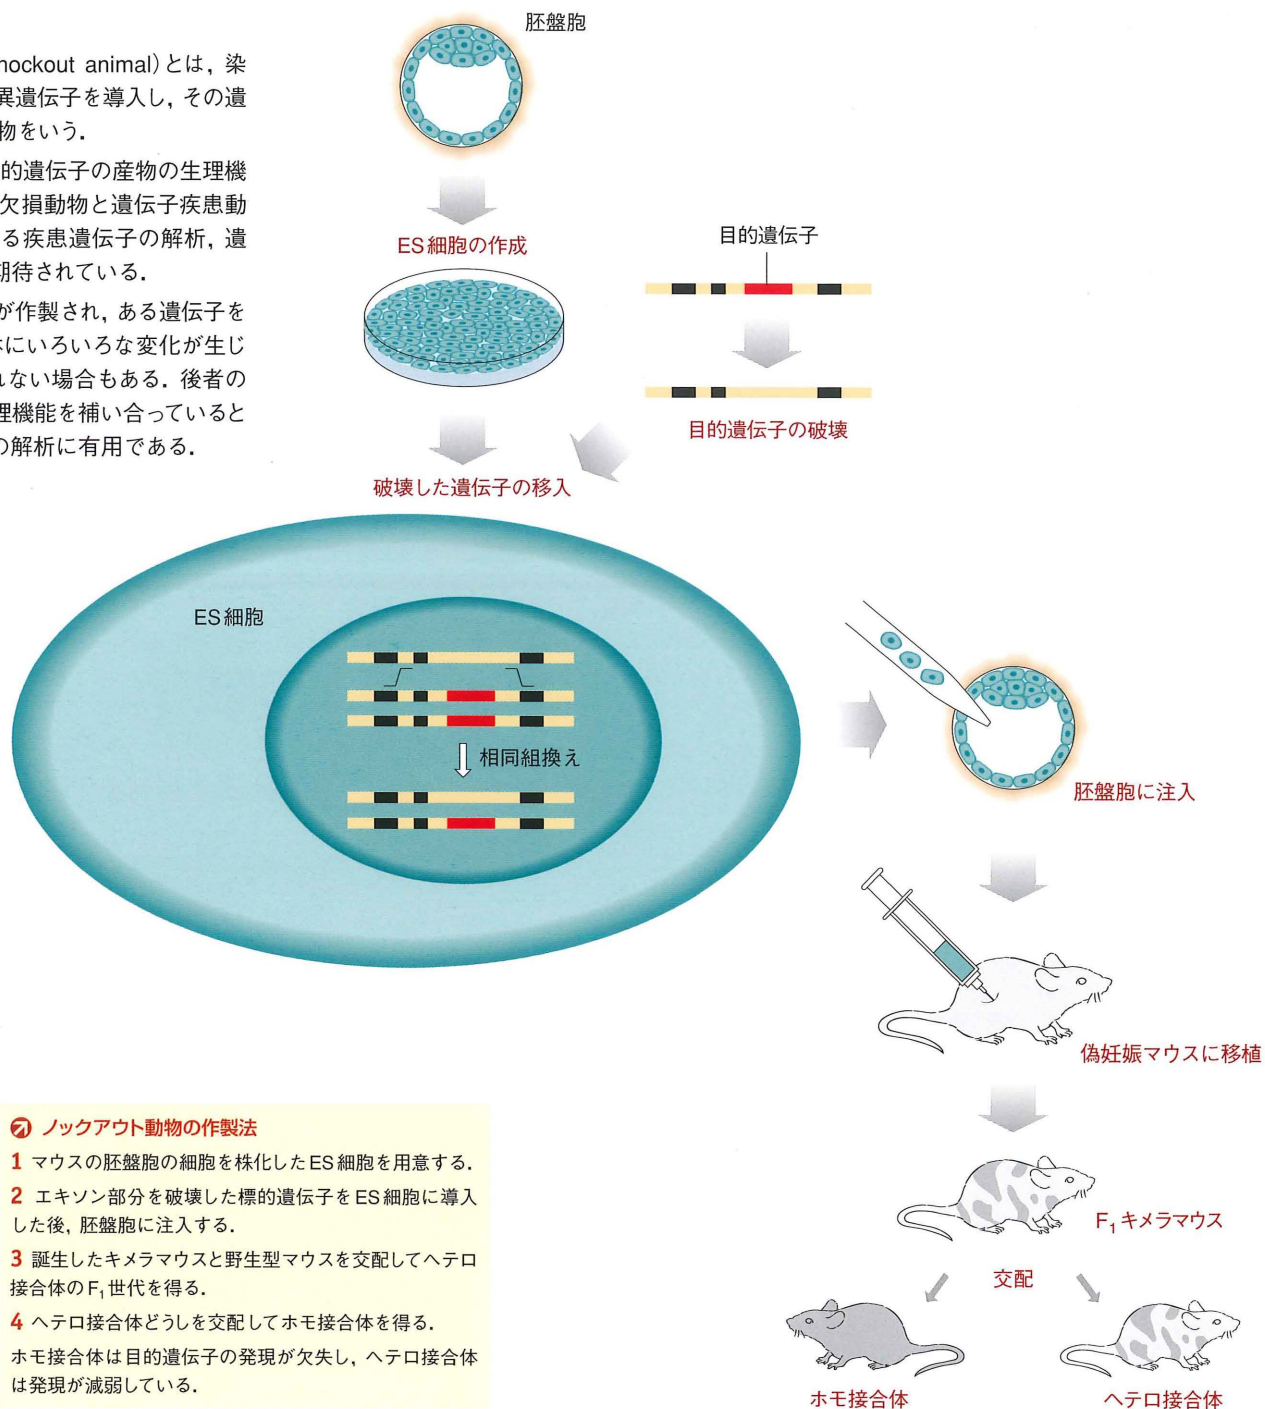 nockout animal)とは，染
異遺伝子を導入し，その遺
物をいう．
的遺伝子の産物の生理機
欠損動物と遺伝子疾患動
る疾患遺伝子の解析，遺
期待されている．
が作製され，ある遺伝子を
にいろいろな変化が生じ
れない場合もある．後者の
理機能を補い合っていると
の解析に有用である．
胚盤胞
ES細胞の作成
目的遺伝子
目的遺伝子の破壊
破壊した遺伝子の移入
ES細胞
相同組換え
胚盤胞に注入
偽妊娠マウスに移植
F₁キメラマウス
交配
ホモ接合体
ヘテロ接合体
ノックアウト動物の作製法
1 マウスの胚盤胞の細胞を株化したES細胞を用意する．
2 エキソン部分を破壊した標的遺伝子をES細胞に導入
した後，胚盤胞に注入する．
3 誕生したキメラマウスと野生型マウスを交配してヘテロ
接合体のF₁世代を得る．
4 ヘテロ接合体どうしを交配してホモ接合体を得る．
ホモ接合体は目的遺伝子の発現が欠失し，ヘテロ接合体
は発現が減弱している．